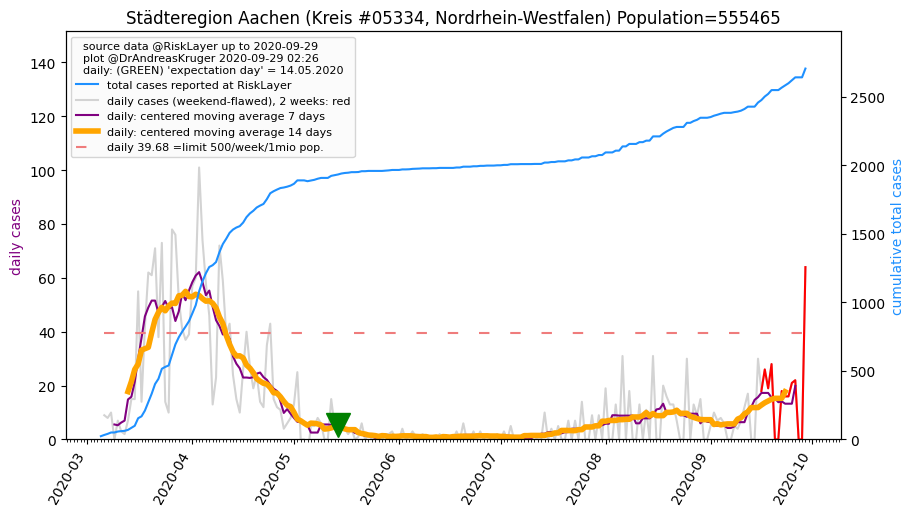 Städteregion Aachen (Kreis #05334, Nordrhein-Westfalen) Population=555465
source data @RiskLayer up to 2020-09-29
plot @DrAndreasKruger 2020-09-29 02:26
daily: (GREEN) 'expectation day' = 14.05.2020
total cases reported at RiskLayer
daily cases (weekend-flawed), 2 weeks: red
daily: centered moving average 7 days
daily: centered moving average 14 days
daily 39.68 =limit 500/week/1mio pop.
daily cases
140
120
100
80
60
40
20
0
cumulative total cases
2500
2000
1500
1000
500
0
2020-03
2020-04
2020-05
2020-06
2020-07
2020-08
2020-09
2020-10